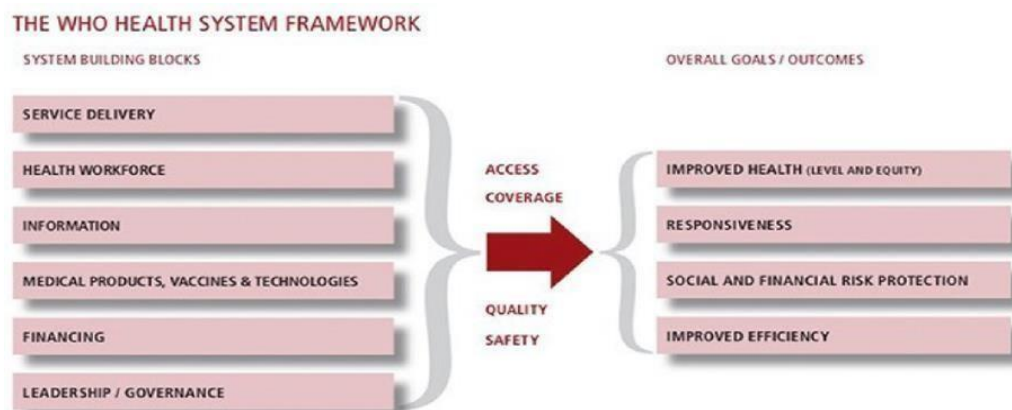 THE WHO HEALTH SYSTEM FRAMEWORK
SYSTEM BUILDING BLOCKS
SERVICE DELIVERY
HEALTH WORKFORCE
INFORMATION
MEDICAL PRODUCTS, VACCINES & TECHNOLOGIES
FINANCING
LEADERSHIP / GOVERNANCE
ACCESS
COVERAGE
QUALITY
SAFETY
OVERALL GOALS / OUTCOMES
IMPROVED HEALTH (LEVEL AND EQUITY)
RESPONSIVENESS
SOCIAL AND FINANCIAL RISK PROTECTION
IMPROVED EFFICIENCY